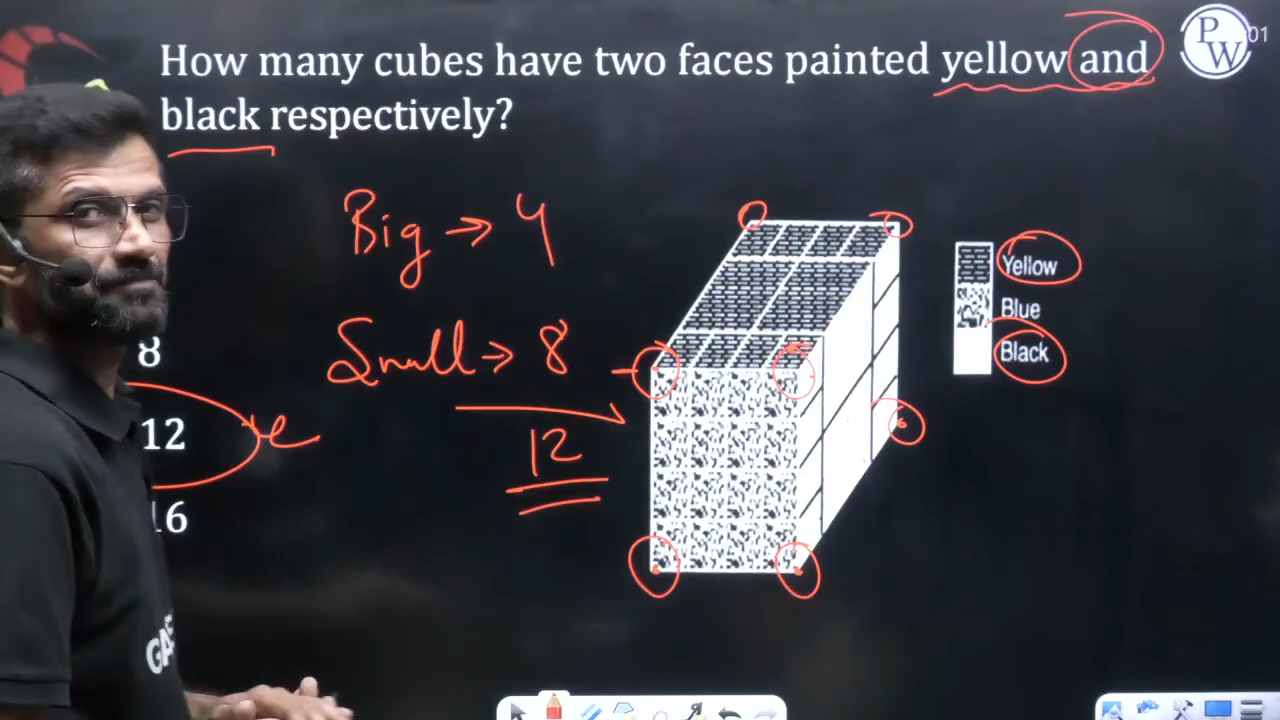 How many cubes have two faces painted yellow and
black respectively?
PW
01
Big → 4
Small → 8
12
8
12
16
Yellow
Blue
Black